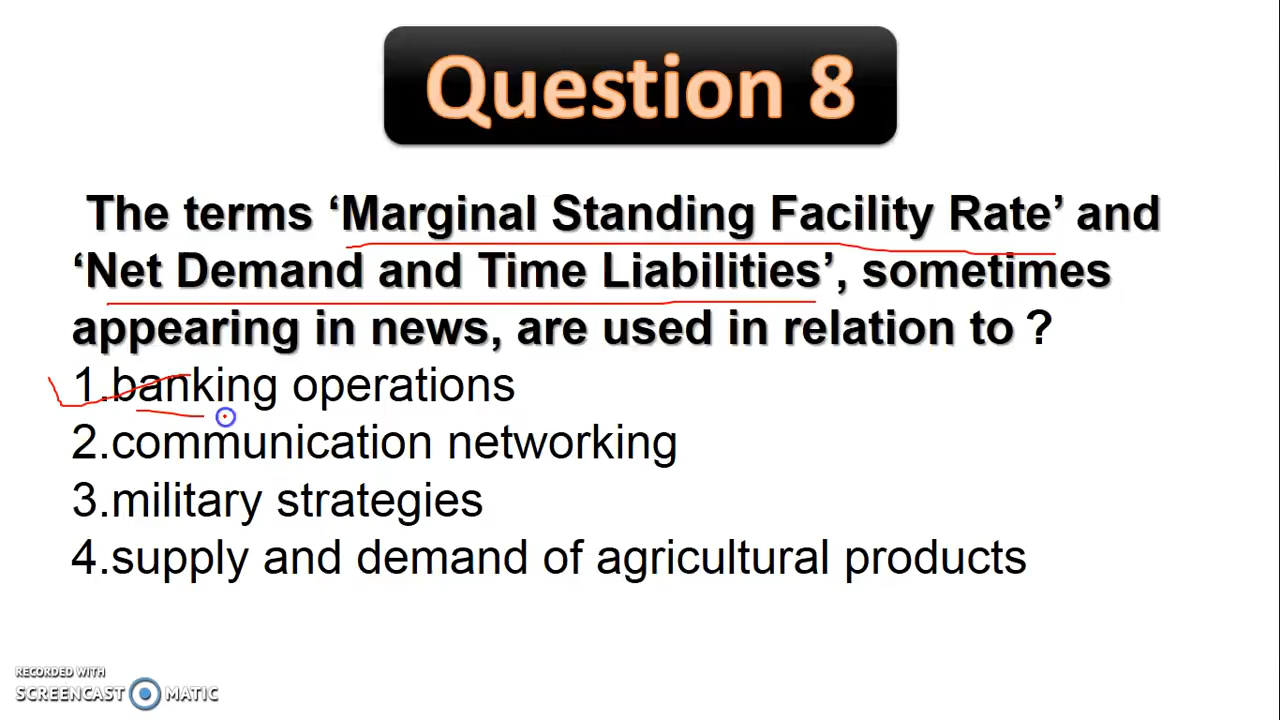 Question 8
The terms ‘Marginal Standing Facility Rate’ and
‘Net Demand and Time Liabilities’, sometimes
appearing in news, are used in relation to ?
1.banking operations
2.communication networking
3.military strategies
4.supply and demand of agricultural products
RECORDED WITH
SCREENCAST MATIC